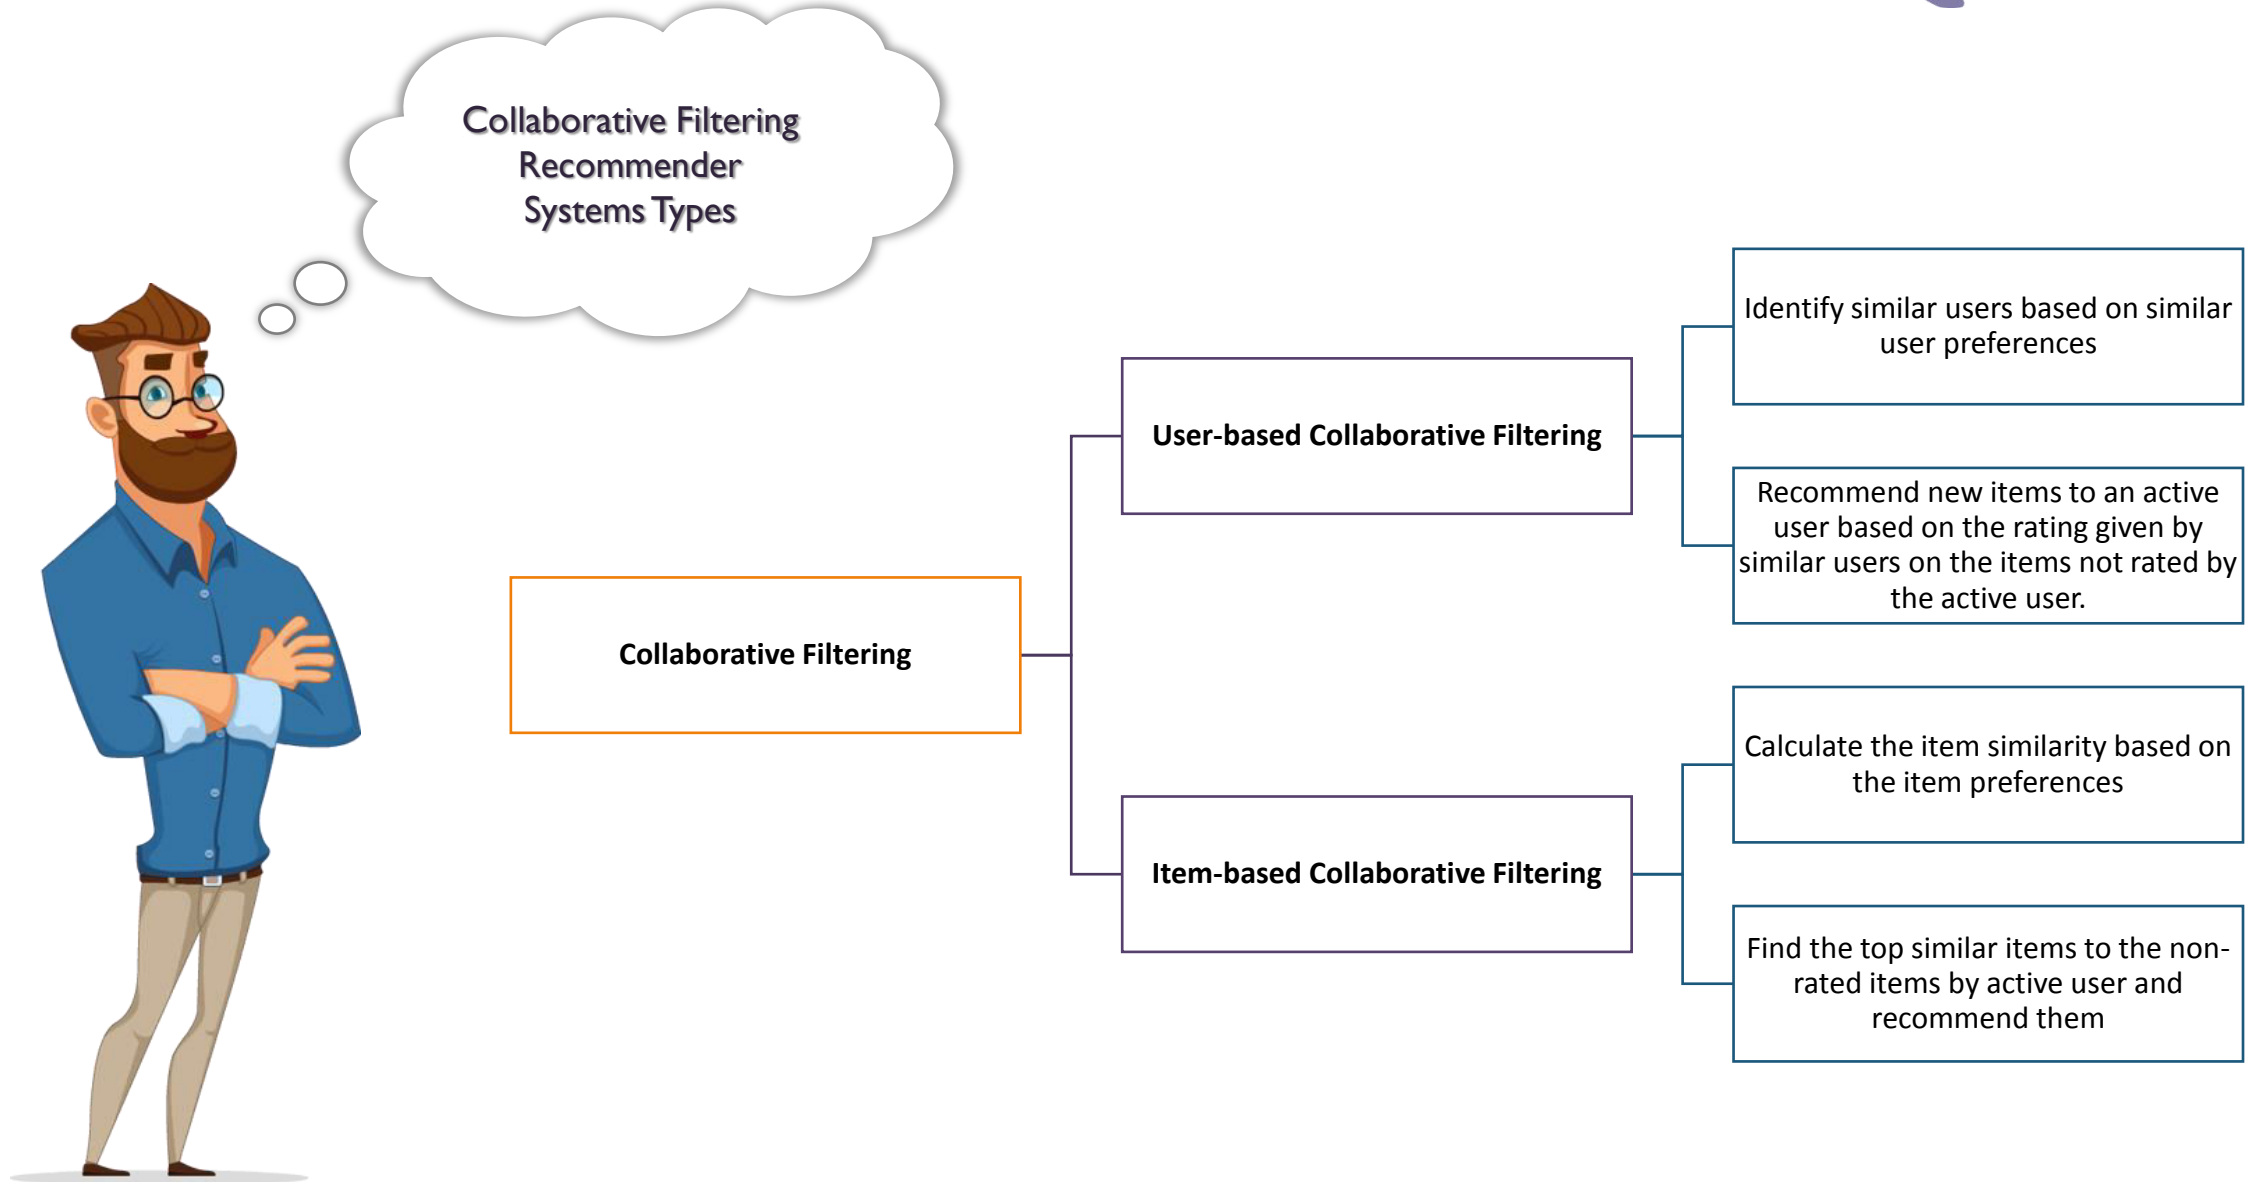 Collaborative Filtering
Recommender
Systems Types
Collaborative Filtering
User-based Collaborative Filtering
Identify similar users based on similar
user preferences
Recommend new items to an active
user based on the rating given by
similar users on the items not rated by
the active user.
Item-based Collaborative Filtering
Calculate the item similarity based on
the item preferences
Find the top similar items to the non-
rated items by active user and
recommend them